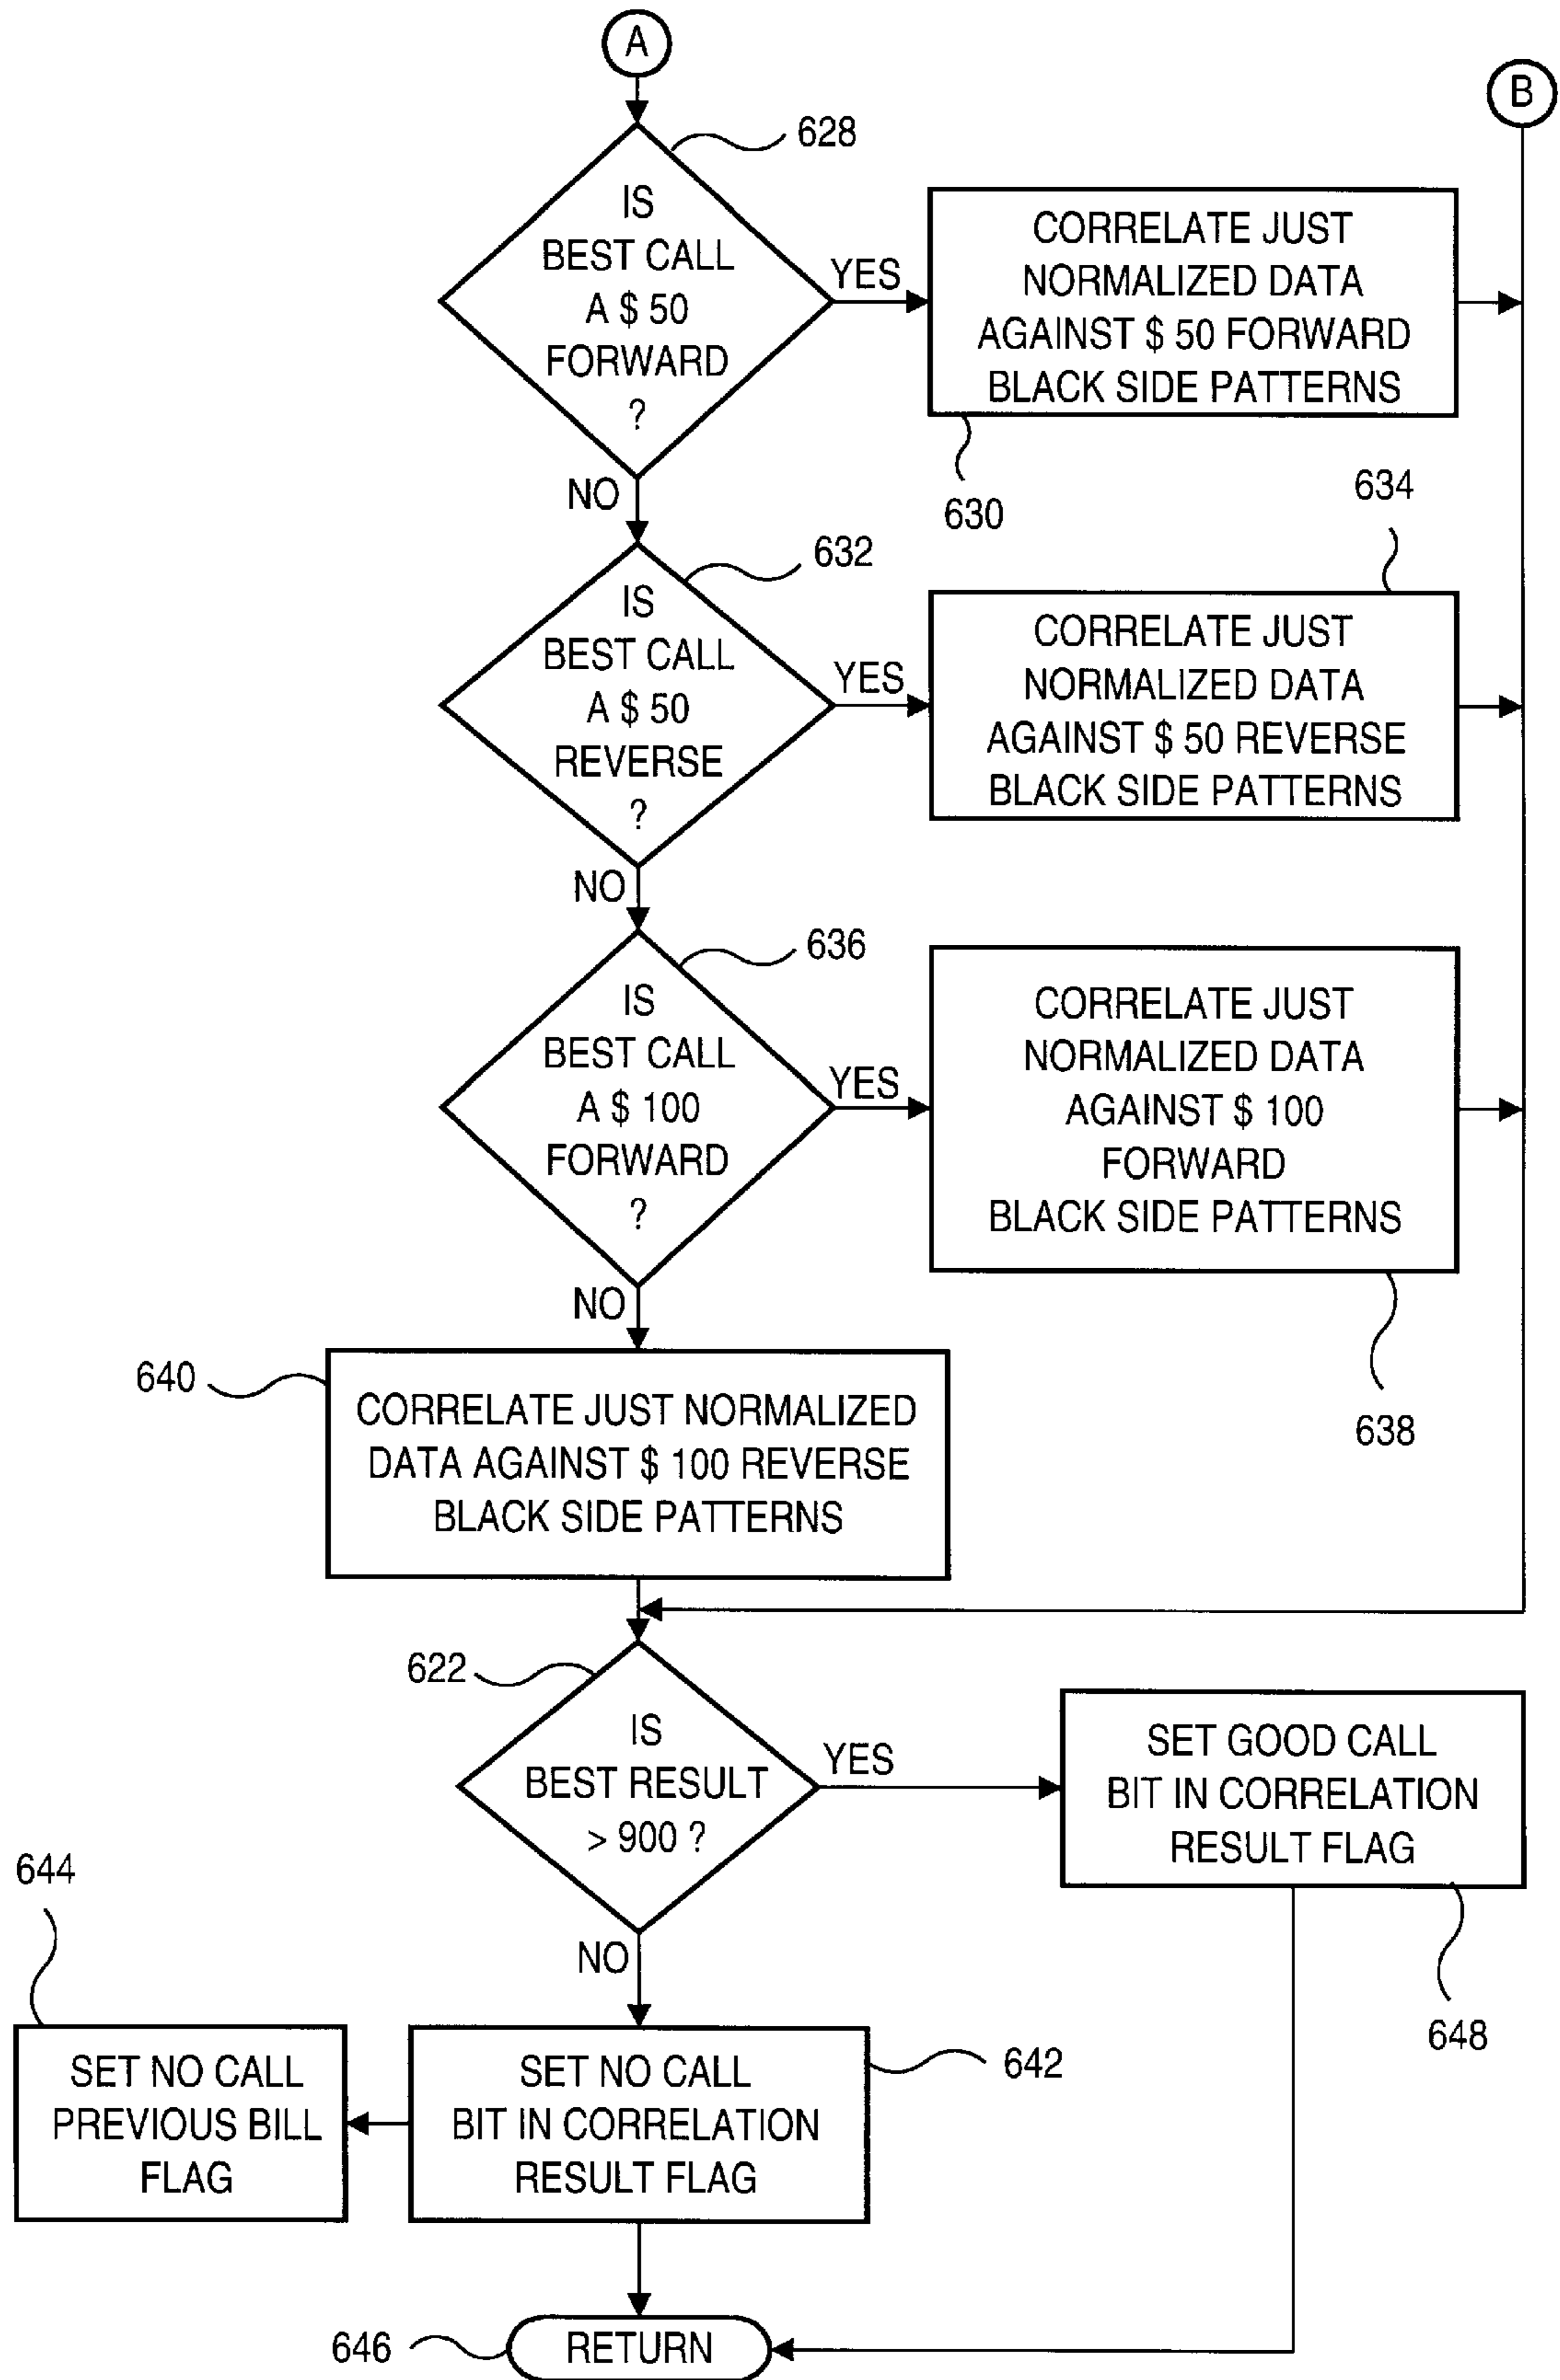 A
B
628
IS
BEST CALL
A $ 50
FORWARD
?
YES
CORRELATE JUST
NORMALIZED DATA
AGAINST $ 50 FORWARD
BLACK SIDE PATTERNS
630
NO
632
IS
BEST CALL
A $ 50
REVERSE
?
YES
634
CORRELATE JUST
NORMALIZED DATA
AGAINST $ 50 REVERSE
BLACK SIDE PATTERNS
NO
636
IS
BEST CALL
A $ 100
FORWARD
?
YES
CORRELATE JUST
NORMALIZED DATA
AGAINST $ 100
FORWARD
BLACK SIDE PATTERNS
638
NO
640
CORRELATE JUST NORMALIZED
DATA AGAINST $ 100 REVERSE
BLACK SIDE PATTERNS
622
IS
BEST RESULT
> 900 ?
YES
SET GOOD CALL
BIT IN CORRELATION
RESULT FLAG
648
NO
644
SET NO CALL
PREVIOUS BILL
FLAG
SET NO CALL
BIT IN CORRELATION
RESULT FLAG
642
646
RETURN